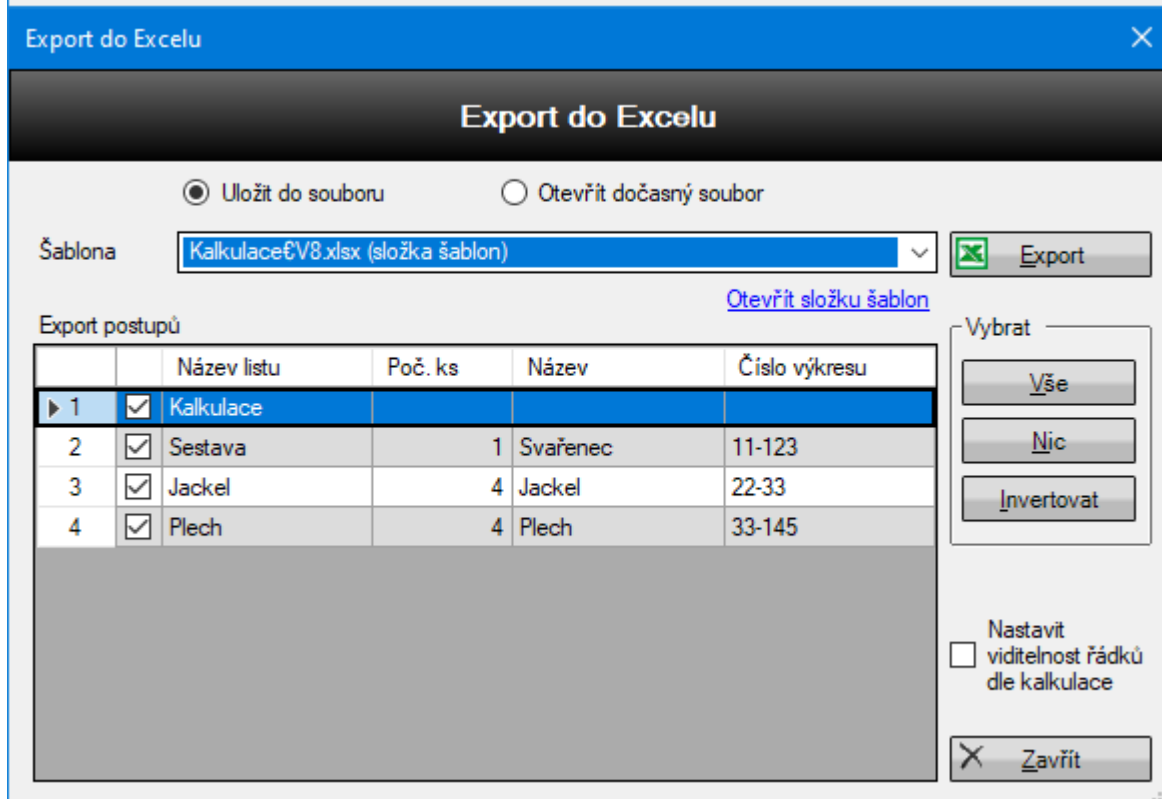 Export do Excelu
Export do Excelu
Uložit do souboru Otevřít dočasný soubor
Šablona Kalkulace€V8.xlsx (složka šablon) Export
Otevřít složku šablon
Export postupů Vybrat
Název listu Poč. ks Název Číslo výkresu
1 Kalkulace
Vše
2 Sestava 1 Svařenec 11-123
Nic
3 Jackel 4 Jackel 22-33
Invertovat
4 Plech 4 Plech 33-145
Nastavit
viditelnost řádků
dle kalkulace
Zavřít